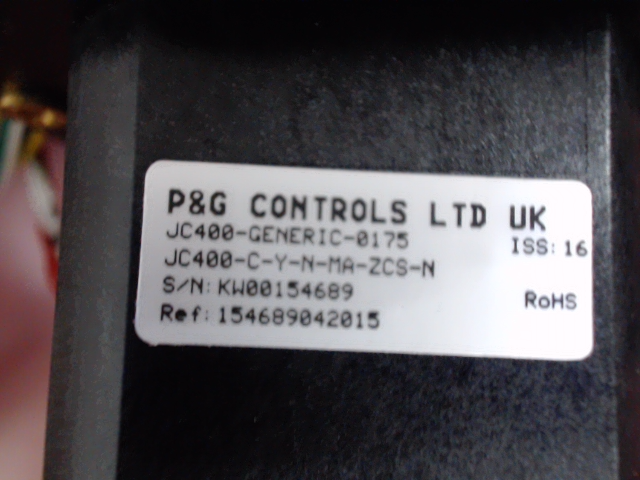 P&G CONTROLS LTD UK
JC400-GENERIC-0175 ISS: 16
JC400-C-Y-N-MA-ZCS-N
S/N: KW00154689 RoHS
Ref: 154689042015